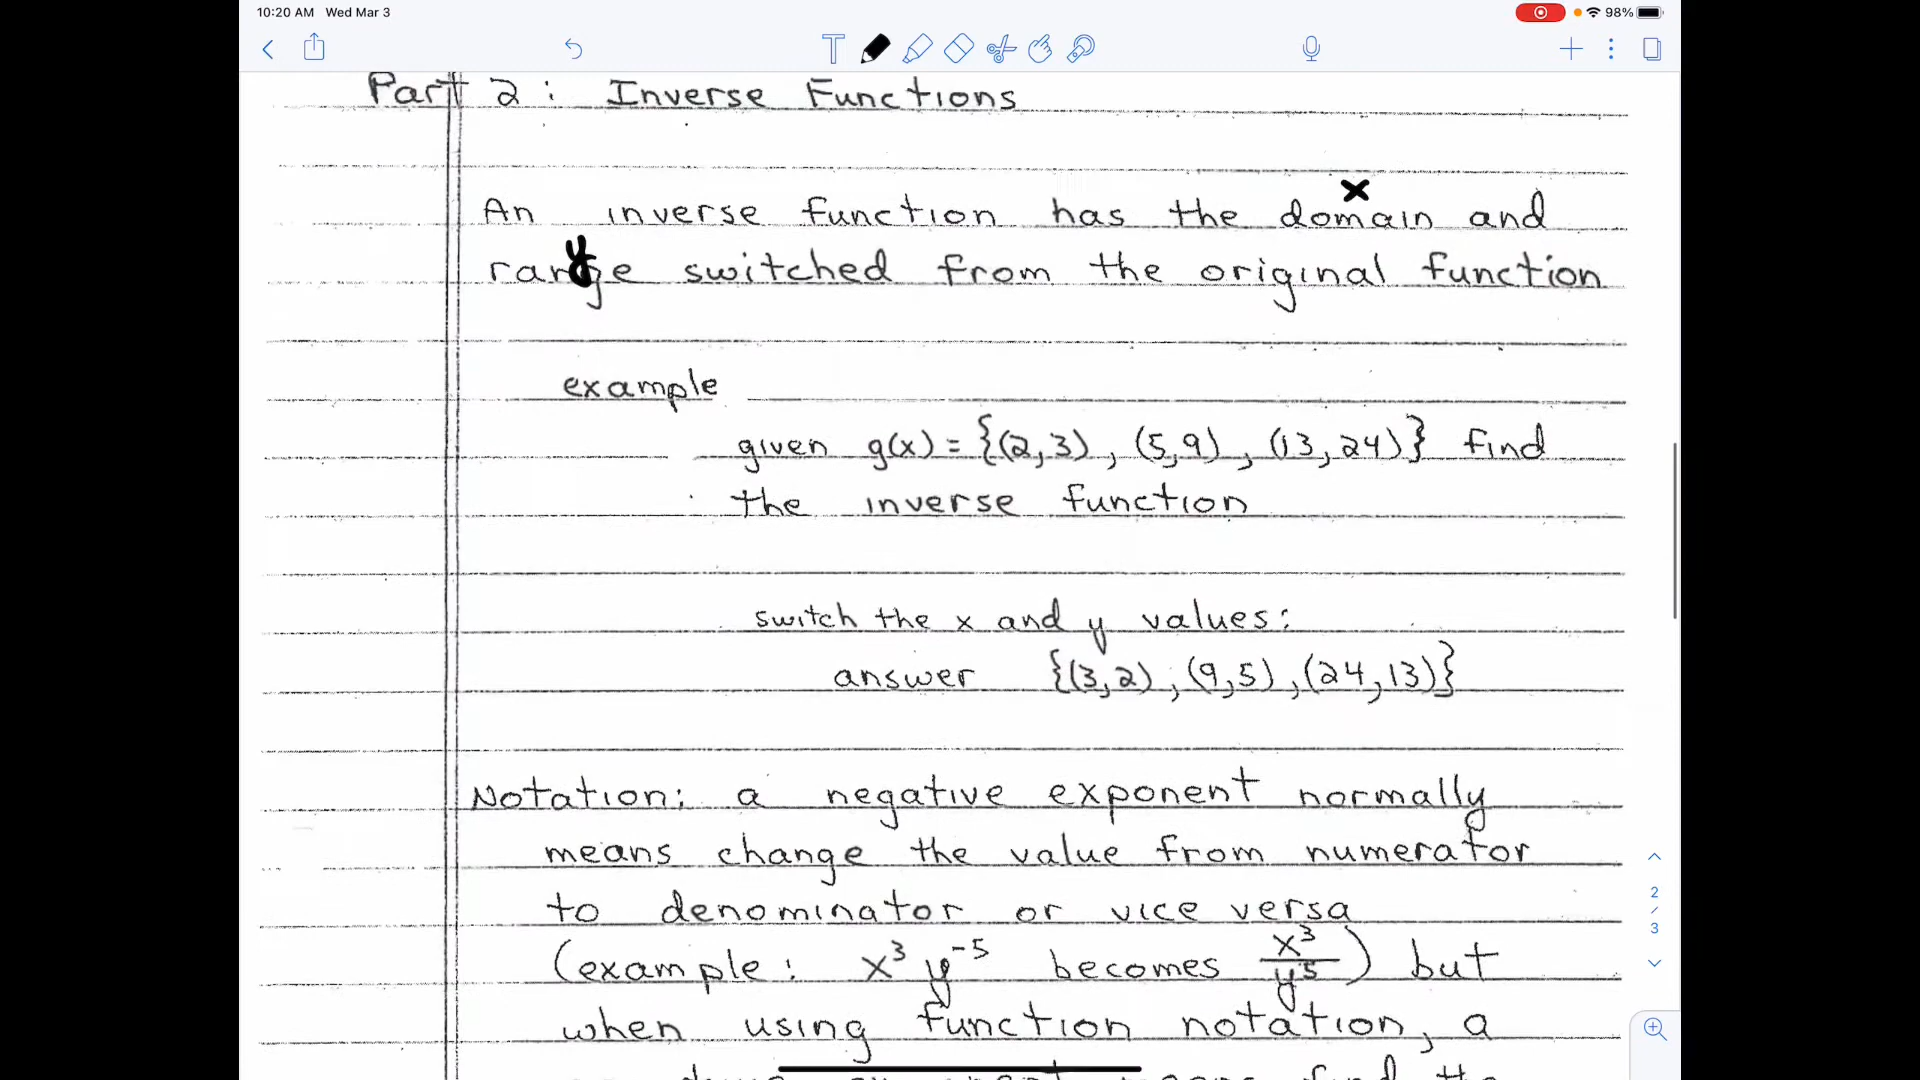 10:20 AM Wed Mar 3
98%
Part 2: Inverse Functions
x
An inverse function has the domain and
y
range switched from the original function
example
given g(x) = {(2,3), (5,9), (13,24)} find
the inverse function
switch the x and y values:
answer {(3,2), (9,5), (24,13)}
Notation: a negative exponent normally
means change the value from numerator
to denominator or vice versa
(example: x³ y⁻⁵ becomes x³/y⁵) but
when using function notation, a
2/3